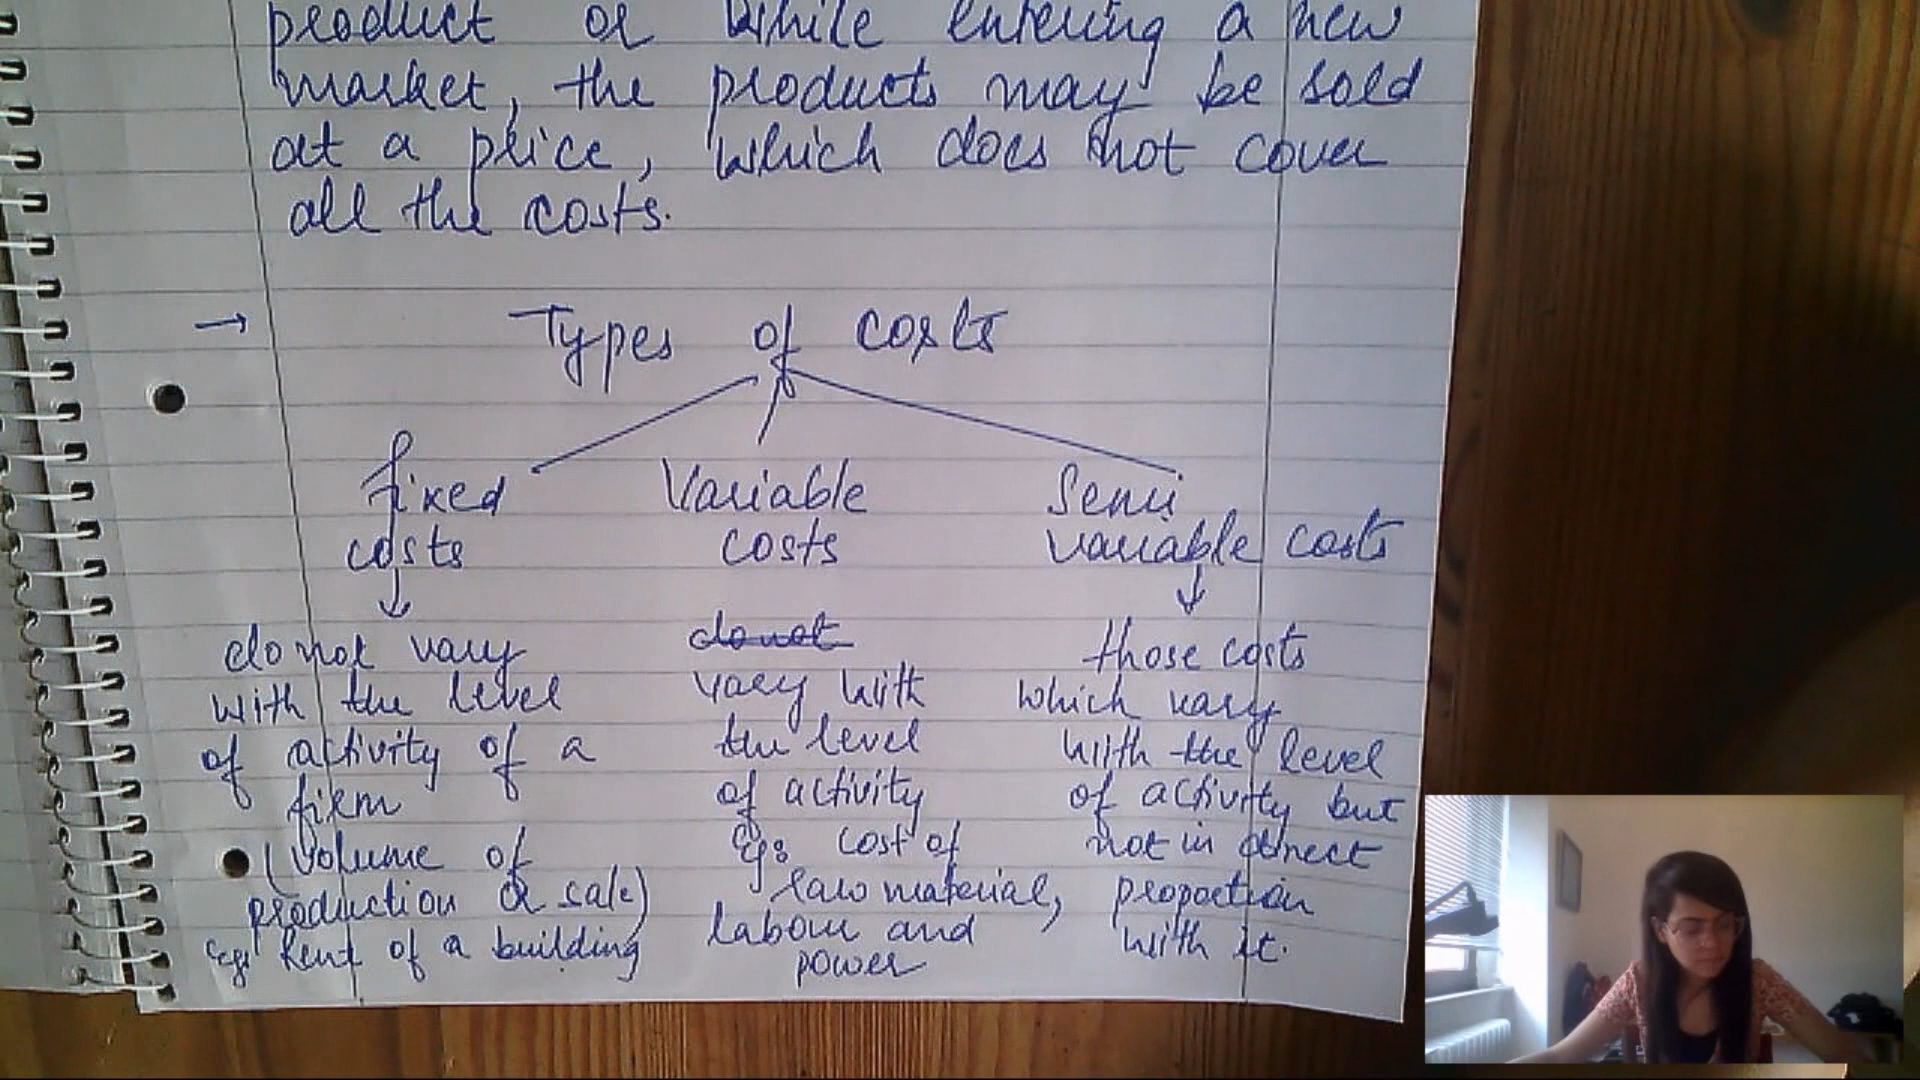 product or while entering a new
market, the products may be sold
at a price, which does not cover
all the costs.
→ Types of costs
fixed
costs
do not vary
with the level
of activity of a
firm
(volume of
production or sale)
eg: Rent of a building
Variable
costs
do not
vary with
the level
of activity
Eg: cost of
raw material,
labour and
power
Semi
variable costs
those costs
which vary
with the level
of activity but
not in direct
proportion
with it.